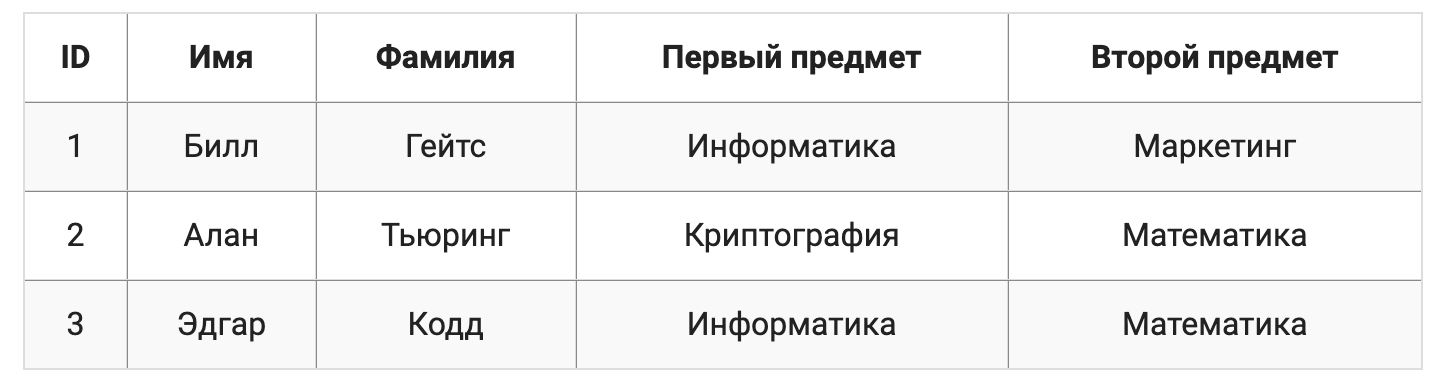 ID Имя Фамилия Первый предмет Второй предмет
1 Билл Гейтс Информатика Маркетинг
2 Алан Тьюринг Криптография Математика
3 Эдгар Кодд Информатика Математика